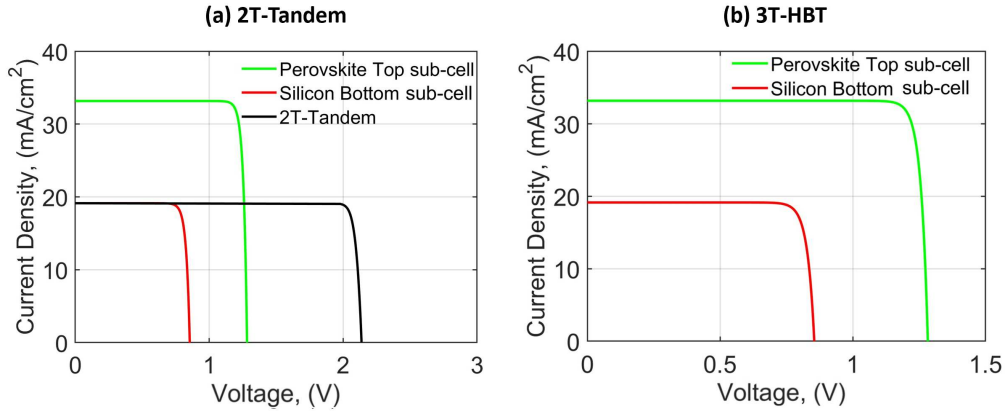 (a) 2T-Tandem
Current Density, (mA/cm²)
40
30
20
10
0
Perovskite Top sub-cell
Silicon Bottom sub-cell
2T-Tandem
0
1
2
3
Voltage, (V)
(b) 3T-HBT
Current Density, (mA/cm²)
40
30
20
10
0
Perovskite Top sub-cell
Silicon Bottom sub-cell
0
0.5
1
1.5
Voltage, (V)